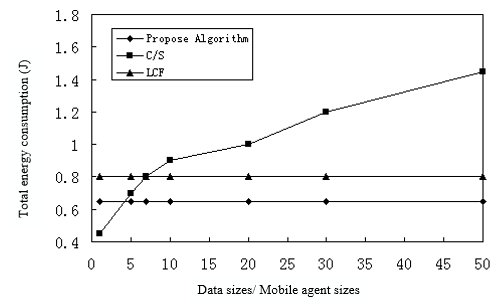 Total energy consumption (J)
1.8
1.6
1.4
1.2
1
0.8
0.6
0.4
Propose Algorithm
C/S
LCF
0 5 10 15 20 25 30 35 40 45 50
Data sizes/ Mobile agent sizes